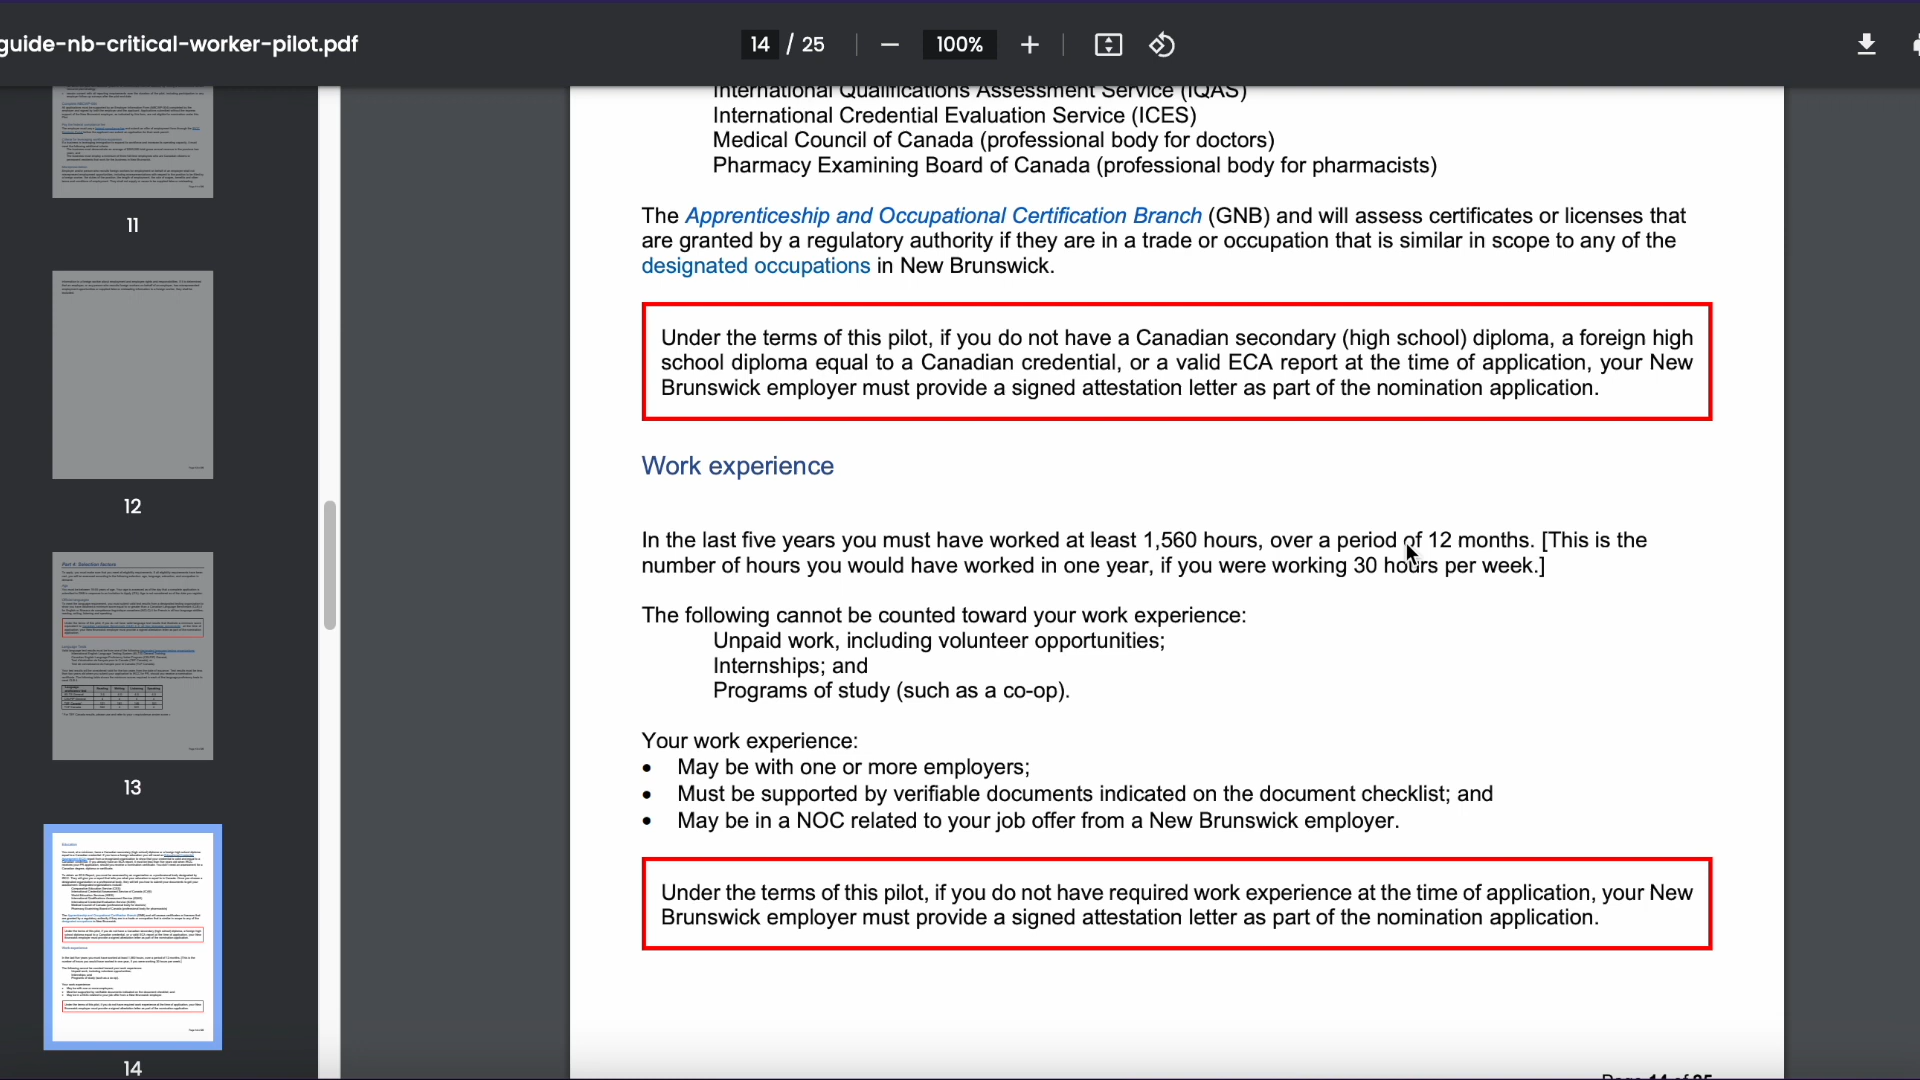 guide-nb-critical-worker-pilot.pdf
14 / 25
100%
11
12
13
14
International Qualifications Assessment Service (IQAS)
International Credential Evaluation Service (ICES)
Medical Council of Canada (professional body for doctors)
Pharmacy Examining Board of Canada (professional body for pharmacists)
The Apprenticeship and Occupational Certification Branch (GNB) and will assess certificates or licenses that
are granted by a regulatory authority if they are in a trade or occupation that is similar in scope to any of the
designated occupations in New Brunswick.
Under the terms of this pilot, if you do not have a Canadian secondary (high school) diploma, a foreign high
school diploma equal to a Canadian credential, or a valid ECA report at the time of application, your New
Brunswick employer must provide a signed attestation letter as part of the nomination application.
Work experience
In the last five years you must have worked at least 1,560 hours, over a period of 12 months. [This is the
number of hours you would have worked in one year, if you were working 30 hours per week.]
The following cannot be counted toward your work experience:
Unpaid work, including volunteer opportunities;
Internships; and
Programs of study (such as a co-op).
Your work experience:
• May be with one or more employers;
• Must be supported by verifiable documents indicated on the document checklist; and
• May be in a NOC related to your job offer from a New Brunswick employer.
Under the terms of this pilot, if you do not have required work experience at the time of application, your New
Brunswick employer must provide a signed attestation letter as part of the nomination application.